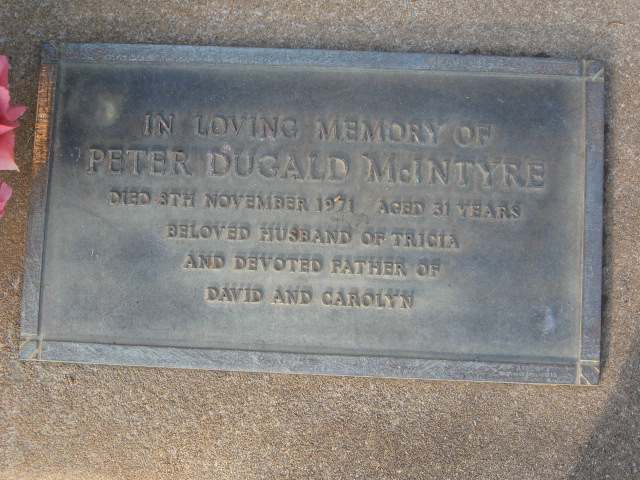 IN LOVING MEMORY OF
PETER DUGALD McINTYRE
DIED 8TH NOVEMBER 1971 AGED 31 YEARS
BELOVED HUSBAND OF TRICIA
AND DEVOTED FATHER OF
DAVID AND CAROLYN